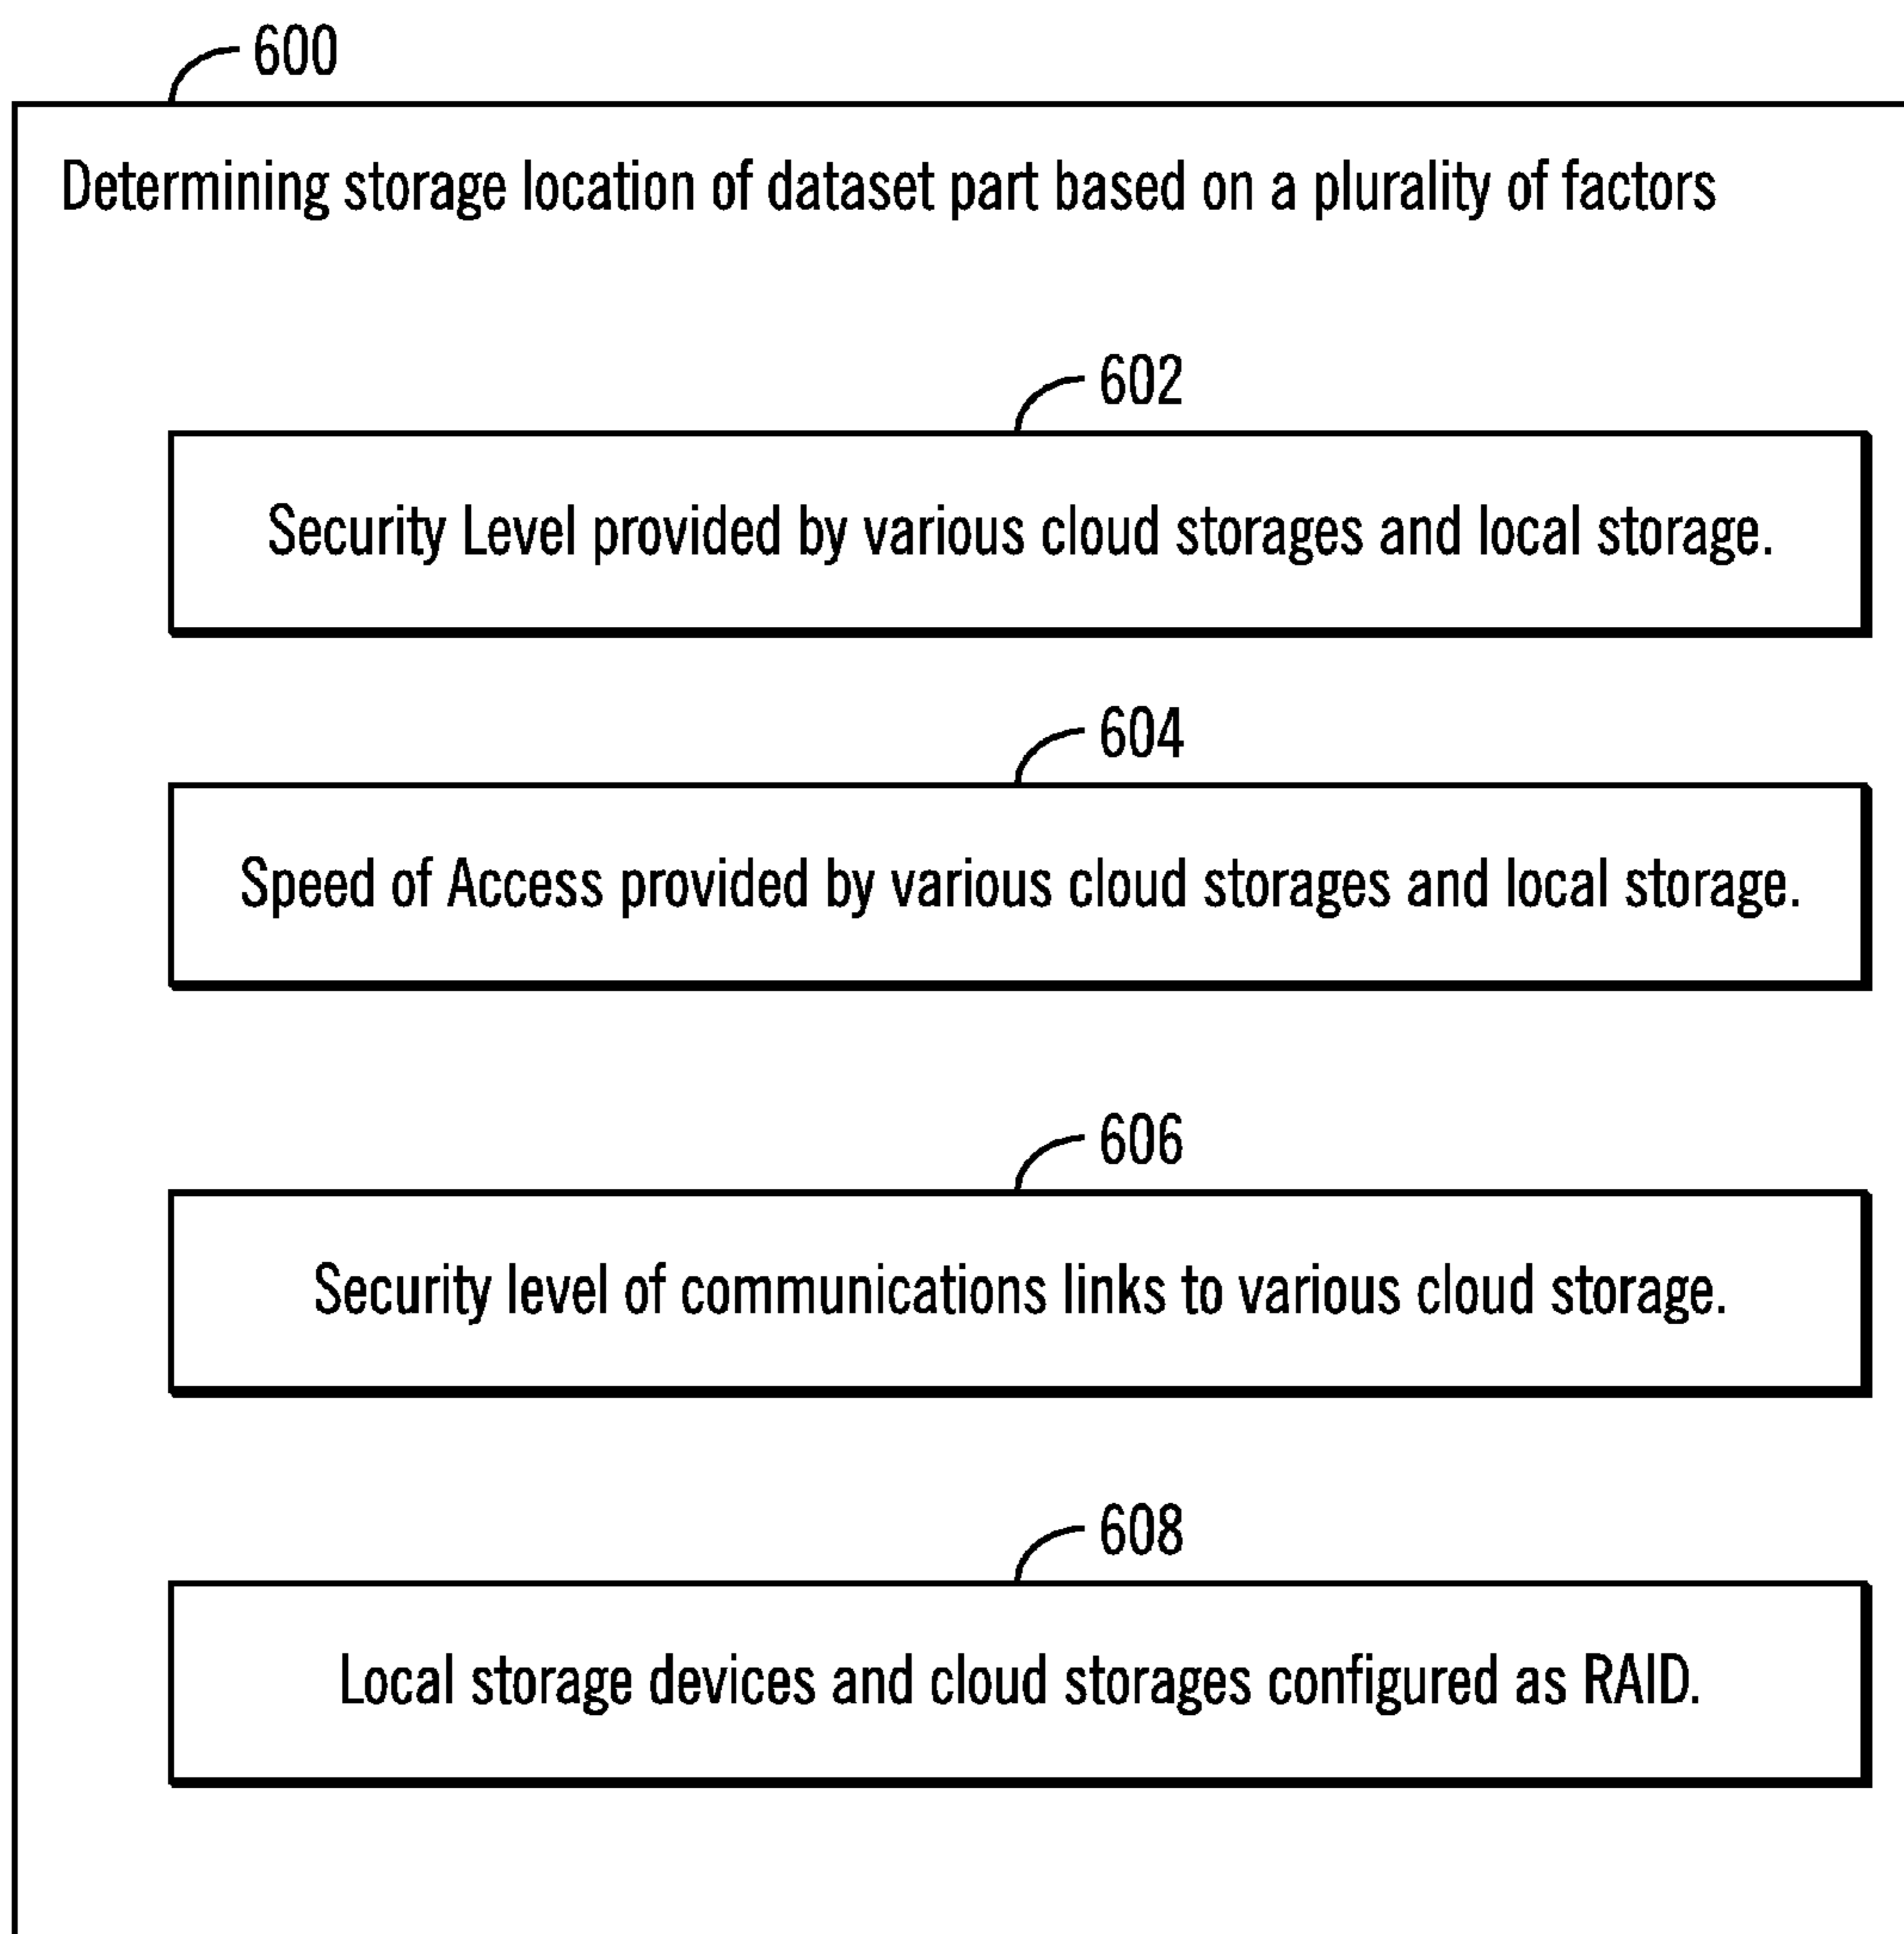 600
Determining storage location of dataset part based on a plurality of factors
602
Security Level provided by various cloud storages and local storage.
604
Speed of Access provided by various cloud storages and local storage.
606
Security level of communications links to various cloud storage.
608
Local storage devices and cloud storages configured as RAID.